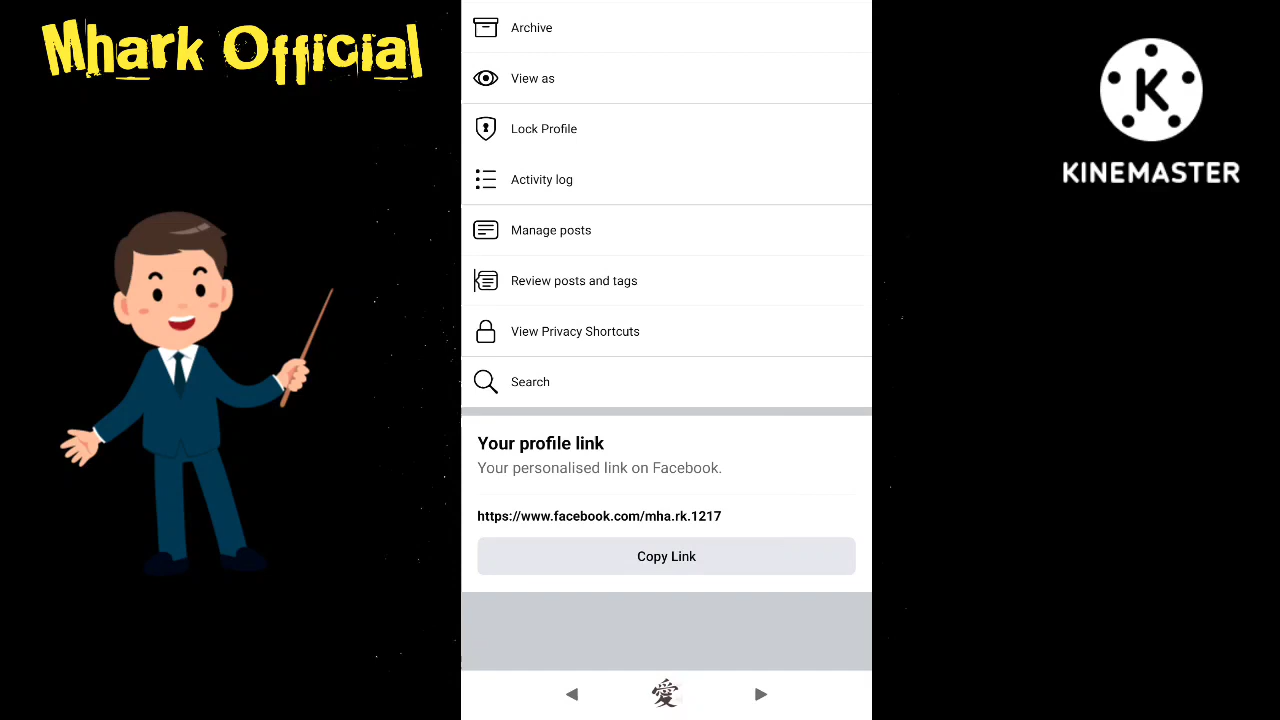 Mhark Official
Archive
View as
Lock Profile
Activity log
Manage posts
Review posts and tags
View Privacy Shortcuts
Search
Your profile link
Your personalised link on Facebook.
https://www.facebook.com/mha.rk.1217
Copy Link
愛
K
KINEMASTER